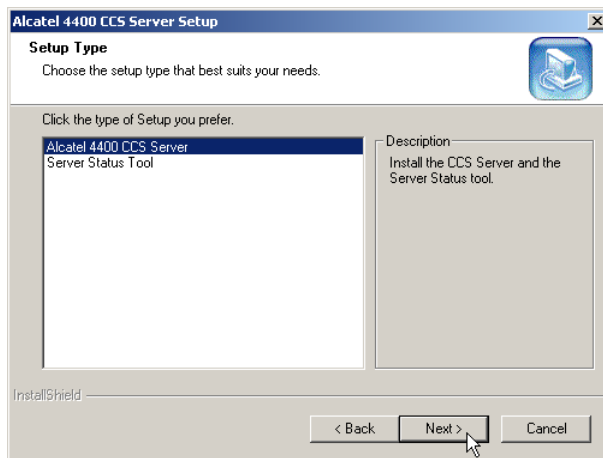 Alcatel 4400 CCS Server Setup
Setup Type
Choose the setup type that best suits your needs.
Click the type of Setup you prefer.
Alcatel 4400 CCS Server
Server Status Tool
Description
Install the CCS Server and the
Server Status tool.
InstallShield
< Back
Next >
Cancel